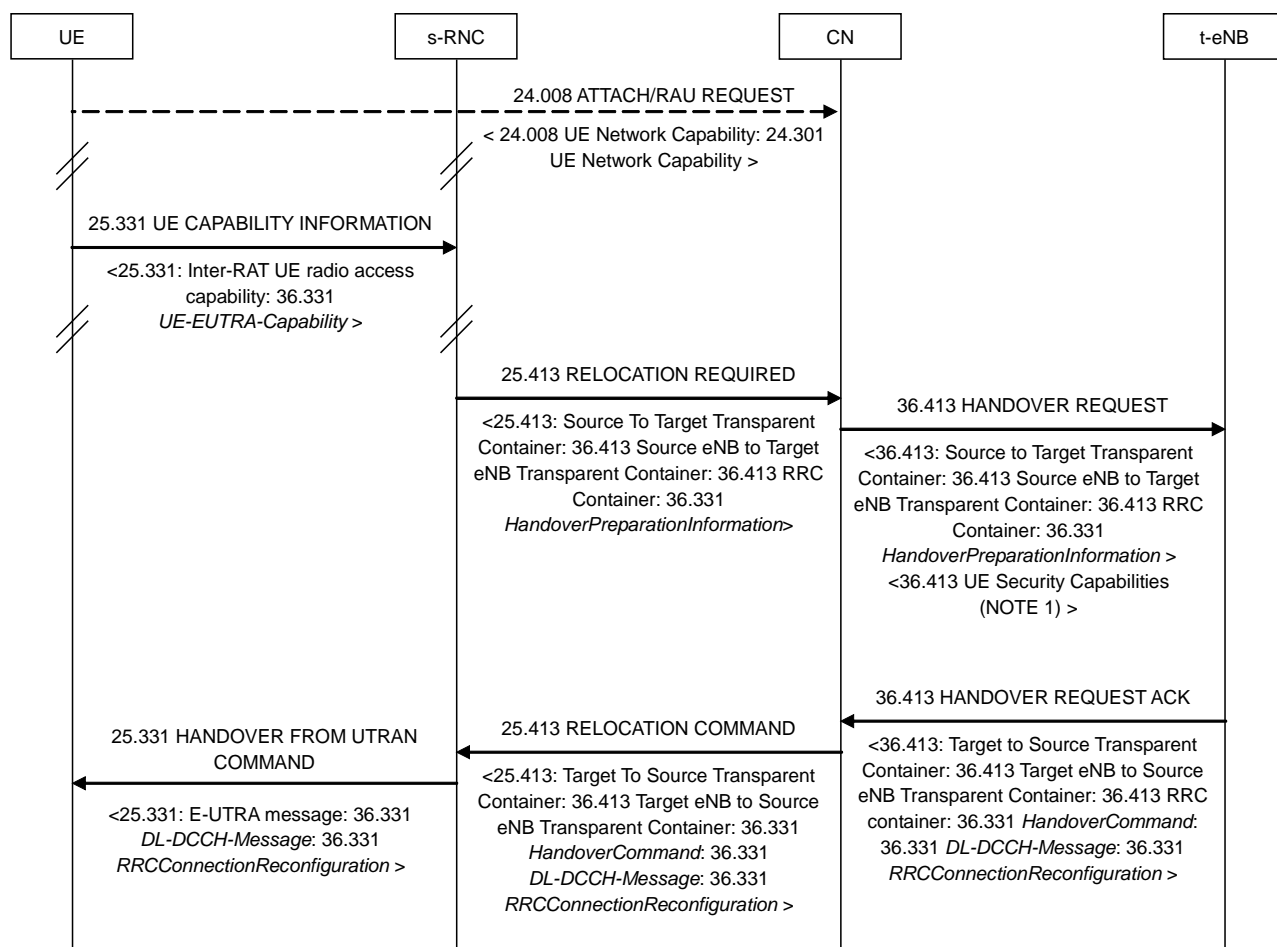 UE
s-RNC
CN
t-eNB
24.008 ATTACH/RAU REQUEST
< 24.008 UE Network Capability: 24.301
UE Network Capability >
25.331 UE CAPABILITY INFORMATION
<25.331: Inter-RAT UE radio access
capability: 36.331
UE-EUTRA-Capability >
25.413 RELOCATION REQUIRED
<25.413: Source To Target Transparent
Container: 36.413 Source eNB to Target
eNB Transparent Container: 36.413 RRC
Container: 36.331
HandoverPreparationInformation>
36.413 HANDOVER REQUEST
<36.413: Source to Target Transparent
Container: 36.413 Source eNB to Target
eNB Transparent Container: 36.413 RRC
Container: 36.331
HandoverPreparationInformation >
<36.413 UE Security Capabilities
(NOTE 1) >
36.413 HANDOVER REQUEST ACK
<36.413: Target to Source Transparent
Container: 36.413 Target eNB to Source
eNB Transparent Container: 36.413 RRC
container: 36.331 HandoverCommand:
36.331 DL-DCCH-Message: 36.331
RRCConnectionReconfiguration >
25.413 RELOCATION COMMAND
<25.413: Target To Source Transparent
Container: 36.413 Target eNB to Source
eNB Transparent Container: 36.331
HandoverCommand: 36.331
DL-DCCH-Message: 36.331
RRCConnectionReconfiguration >
25.331 HANDOVER FROM UTRAN
COMMAND
<25.331: E-UTRA message: 36.331
DL-DCCH-Message: 36.331
RRCConnectionReconfiguration >